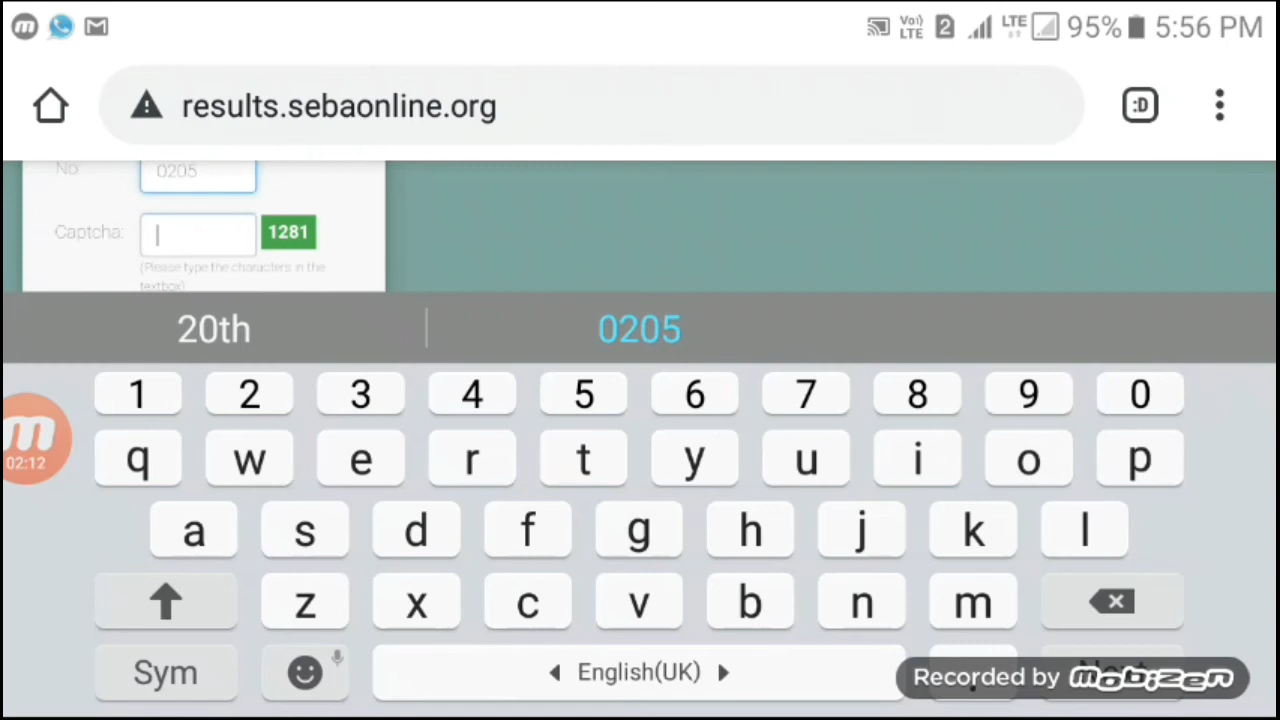 Vo)) LTE 2 LTE 95% 5:56 PM
results.sebaonline.org :D
No 0205
Captcha: 1281
(Please type the characters in the
textbox)
20th 0205
1 2 3 4 5 6 7 8 9 0
q w e r t y u i o p
m
02:12
a s d f g h j k l
z x c v b n m
Sym English(UK) Next
Recorded by mobizen